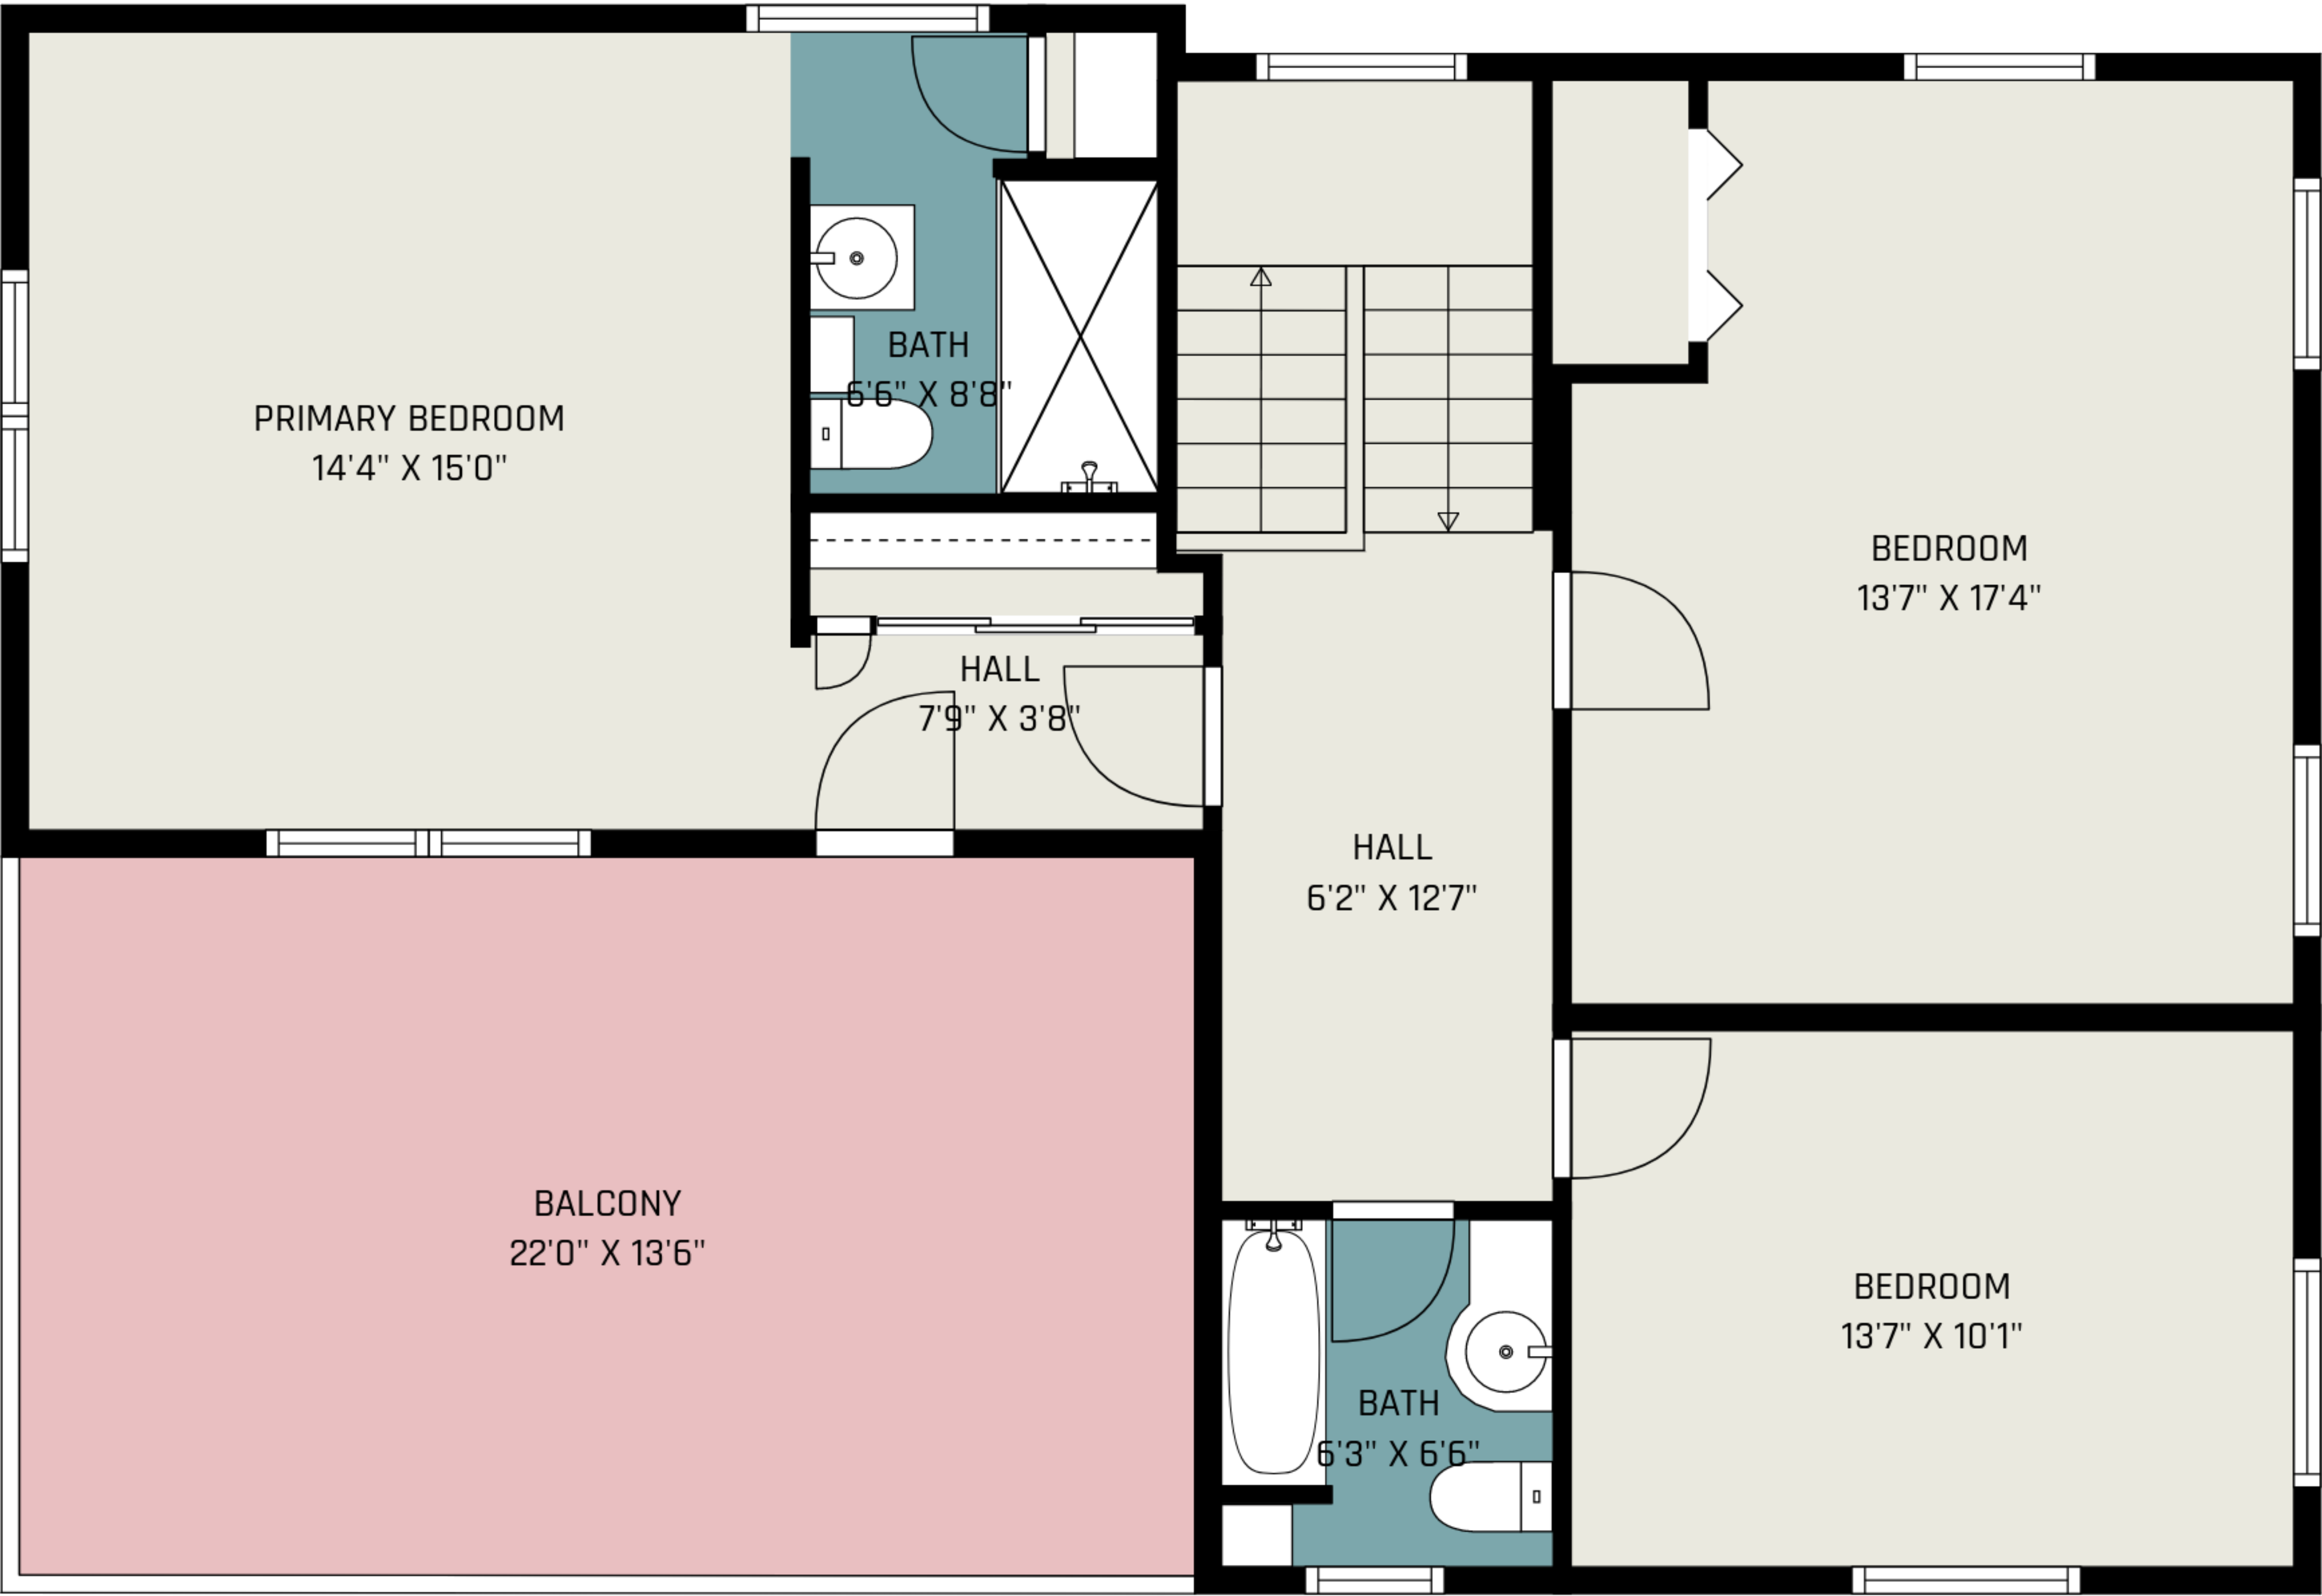 BATH
6'6" X 8'8"
PRIMARY BEDROOM
14'4" X 15'0"
BEDROOM
13'7" X 17'4"
HALL
7'9" X 3'8"
HALL
6'2" X 12'7"
BALCONY
22'0" X 13'6"
BEDROOM
13'7" X 10'1"
BATH
6'3" X 6'6"